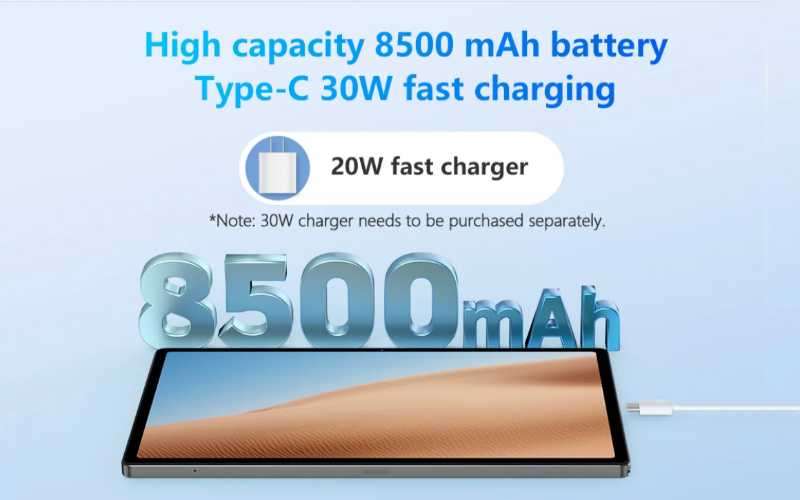 High capacity 8500 mAh battery
Type-C 30W fast charging
20W fast charger
*Note: 30W charger needs to be purchased separately.
8500mAh